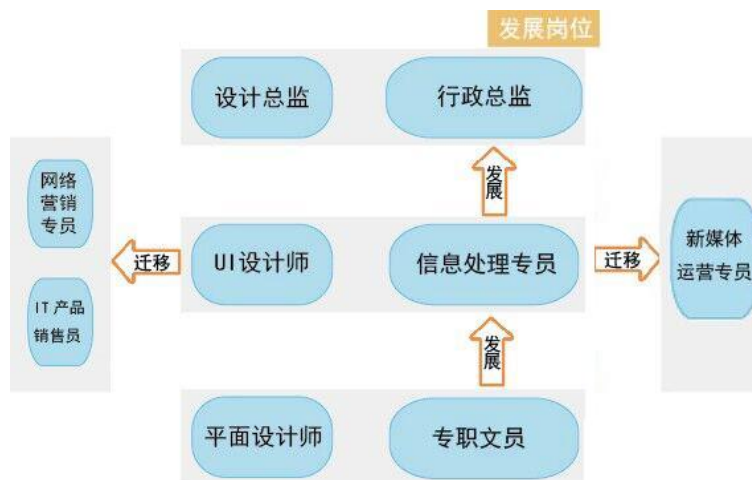 发展岗位
设计总监
行政总监
发展
网络
营销
专员
IT产品
销售员
迁移
UI设计师
信息处理专员
迁移
新媒体
运营专员
发展
平面设计师
专职文员